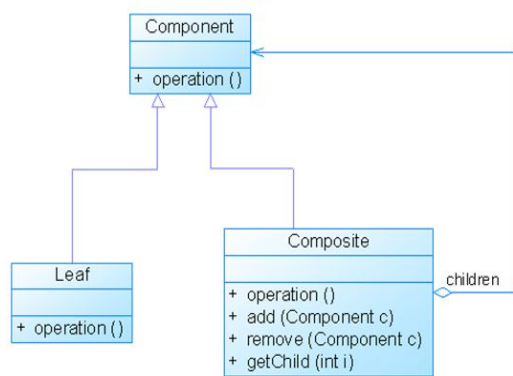 Component
+ operation ()
Leaf
+ operation ()
Composite
+ operation ()
+ add (Component c)
+ remove (Component c)
+ getChild (int i)
children